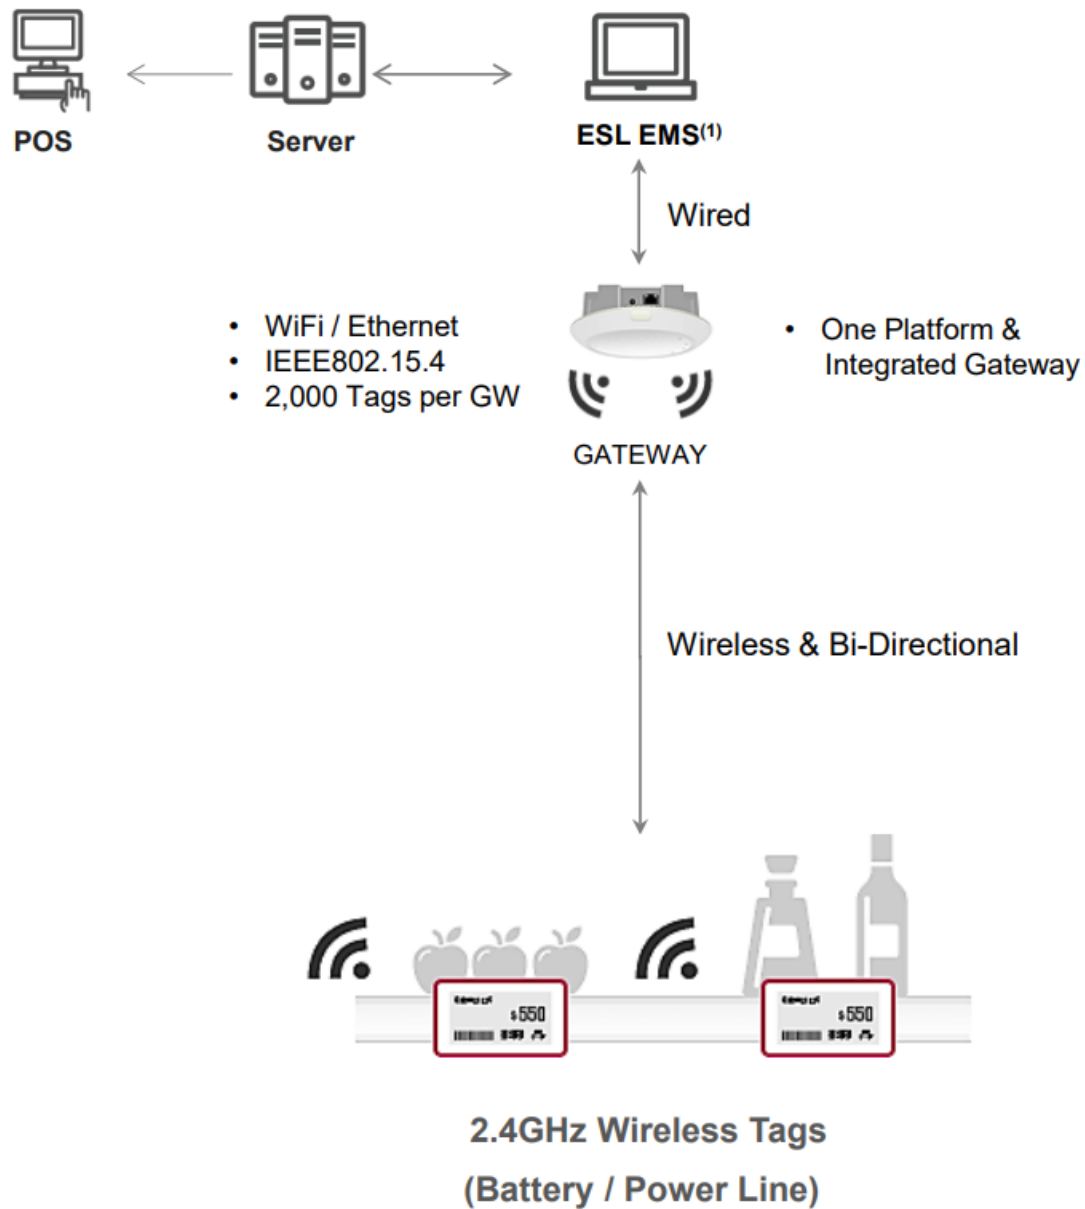 POS
Server
ESL EMS(1)
Wired
• WiFi / Ethernet
• IEEE802.15.4
• 2,000 Tags per GW
• One Platform &
Integrated Gateway
GATEWAY
Wireless & Bi-Directional
$550
$550
2.4GHz Wireless Tags
(Battery / Power Line)